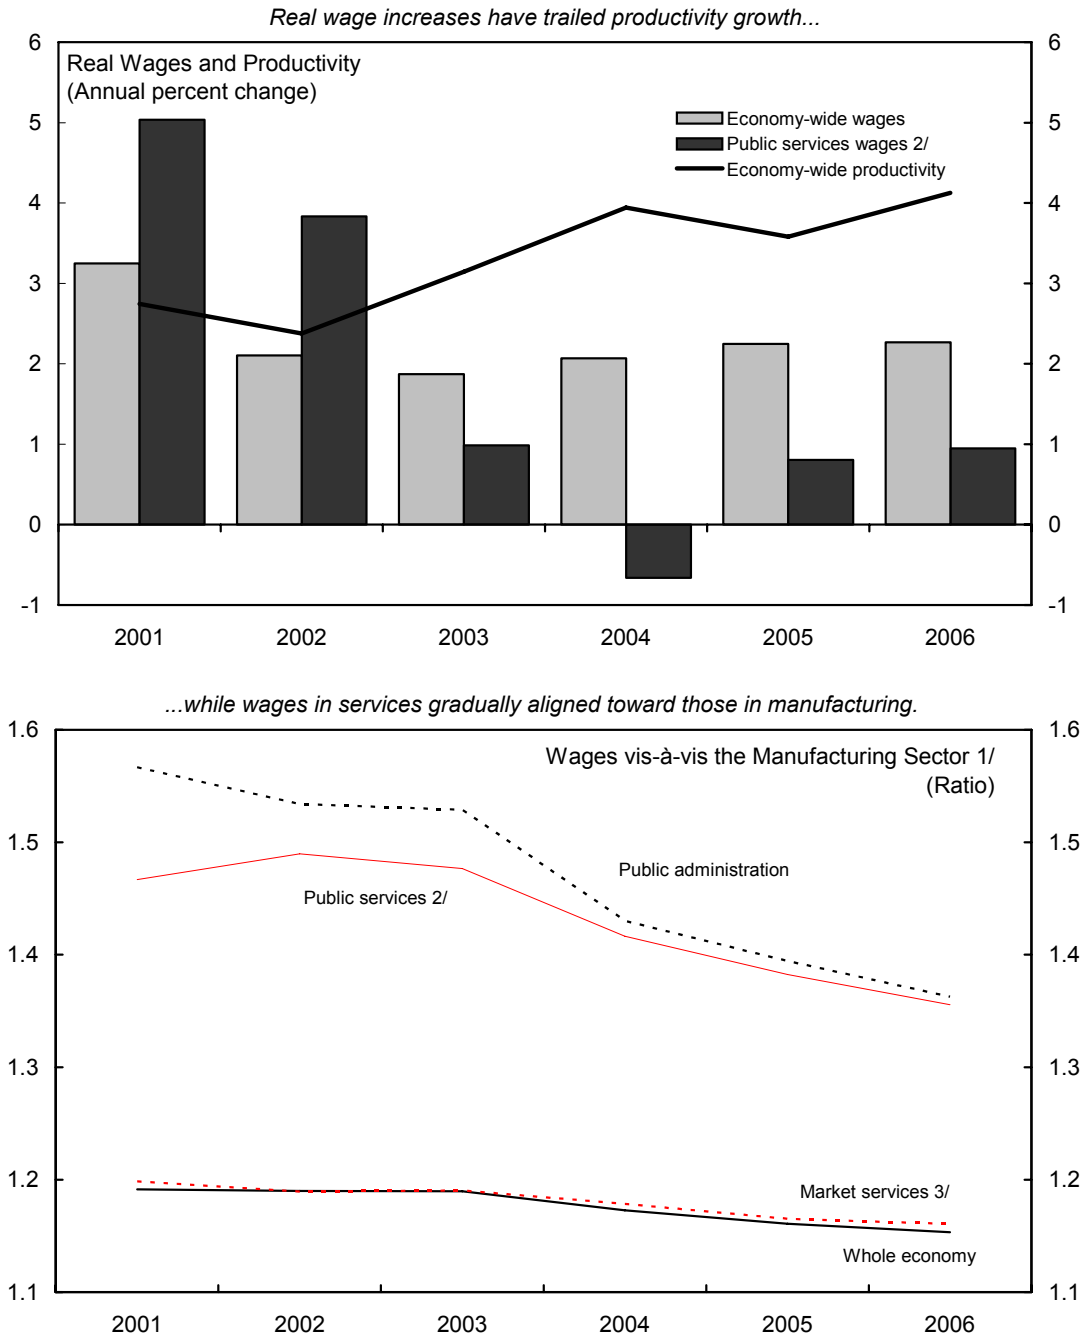 Real wage increases have trailed productivity growth...
Real Wages and Productivity
(Annual percent change)
Economy-wide wages
Public services wages 2/
Economy-wide productivity
6
5
4
3
2
1
0
-1
6
5
4
3
2
1
0
-1
2001 2002 2003 2004 2005 2006
...while wages in services gradually aligned toward those in manufacturing.
Wages vis-à-vis the Manufacturing Sector 1/
(Ratio)
Public administration
Public services 2/
Market services 3/
Whole economy
1.6
1.5
1.4
1.3
1.2
1.1
1.6
1.5
1.4
1.3
1.2
1.1
2001 2002 2003 2004 2005 2006